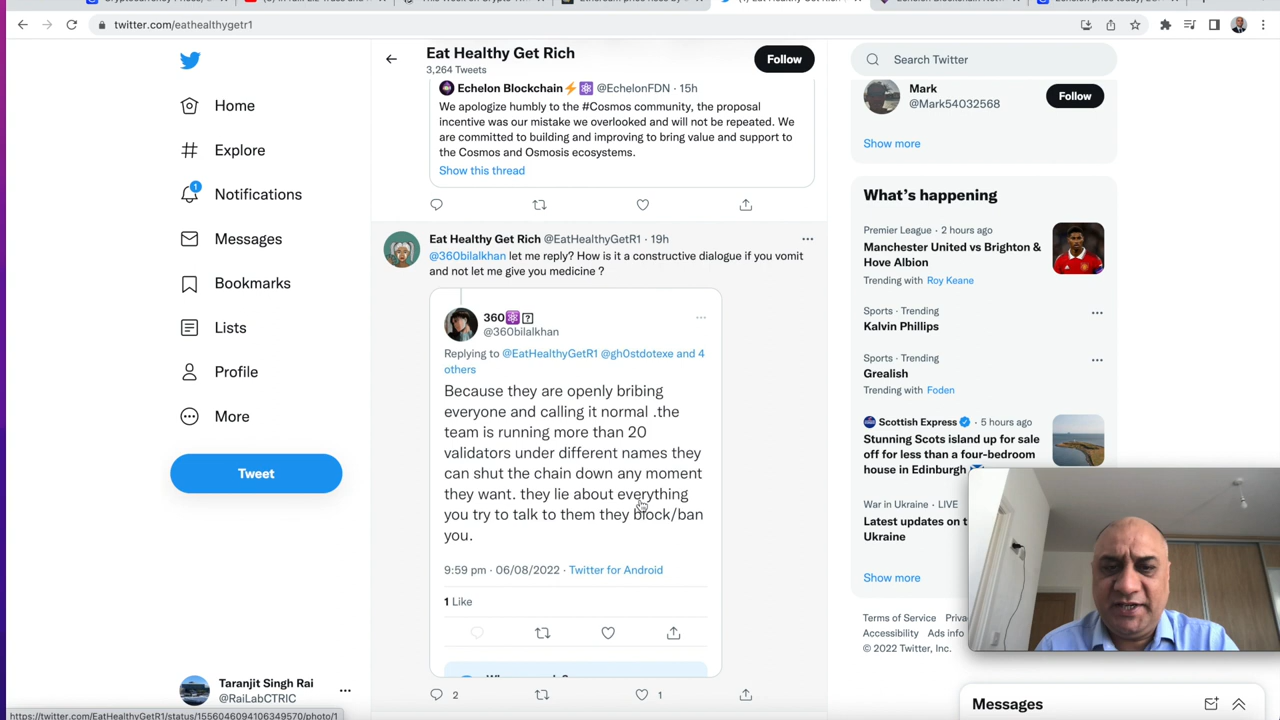 twitter.com/eathealthygetr1
Home
Explore
1
Notifications
Messages
Bookmarks
Lists
Profile
More
Tweet
Taranjit Singh Rai
@RaiLabCTRIC
https://twitter.com/EatHealthyGetR1/status/1556046094106349570/photo/1
Eat Healthy Get Rich
3,264 Tweets
Follow
Echelon Blockchain⚡⚛ @EchelonFDN · 15h
We apologize humbly to the #Cosmos community, the proposal
incentive was our mistake we overlooked and will not be repeated. We
are committed to building and improving to bring value and support to
the Cosmos and Osmosis ecosystems.
Show this thread
Eat Healthy Get Rich @EatHealthyGetR1 · 19h
@360bilalkhan let me reply? How is it a constructive dialogue if you vomit
and not let me give you medicine ?
360⚛
@360bilalkhan
Replying to @EatHealthyGetR1 @gh0stdotexe and 4
others
Because they are openly bribing
everyone and calling it normal .the
team is running more than 20
validators under different names they
can shut the chain down any moment
they want. they lie about everything
you try to talk to them they block/ban
you.
9:59 pm · 06/08/2022 · Twitter for Android
1 Like
2
1
Search Twitter
Mark
@Mark54032568
Follow
Show more
What's happening
Premier League · 2 hours ago
Manchester United vs Brighton &
Hove Albion
Trending with Roy Keane
Sports · Trending
Kalvin Phillips
Sports · Trending
Grealish
Trending with Foden
Scottish Express · 5 hours ago
Stunning Scots island up for sale
off for less than a four-bedroom
house in Edinburgh
War in Ukraine · LIVE
Latest updates on
Ukraine
Show more
Terms of Service
Accessibility Ads info
© 2022 Twitter, Inc.
Messages